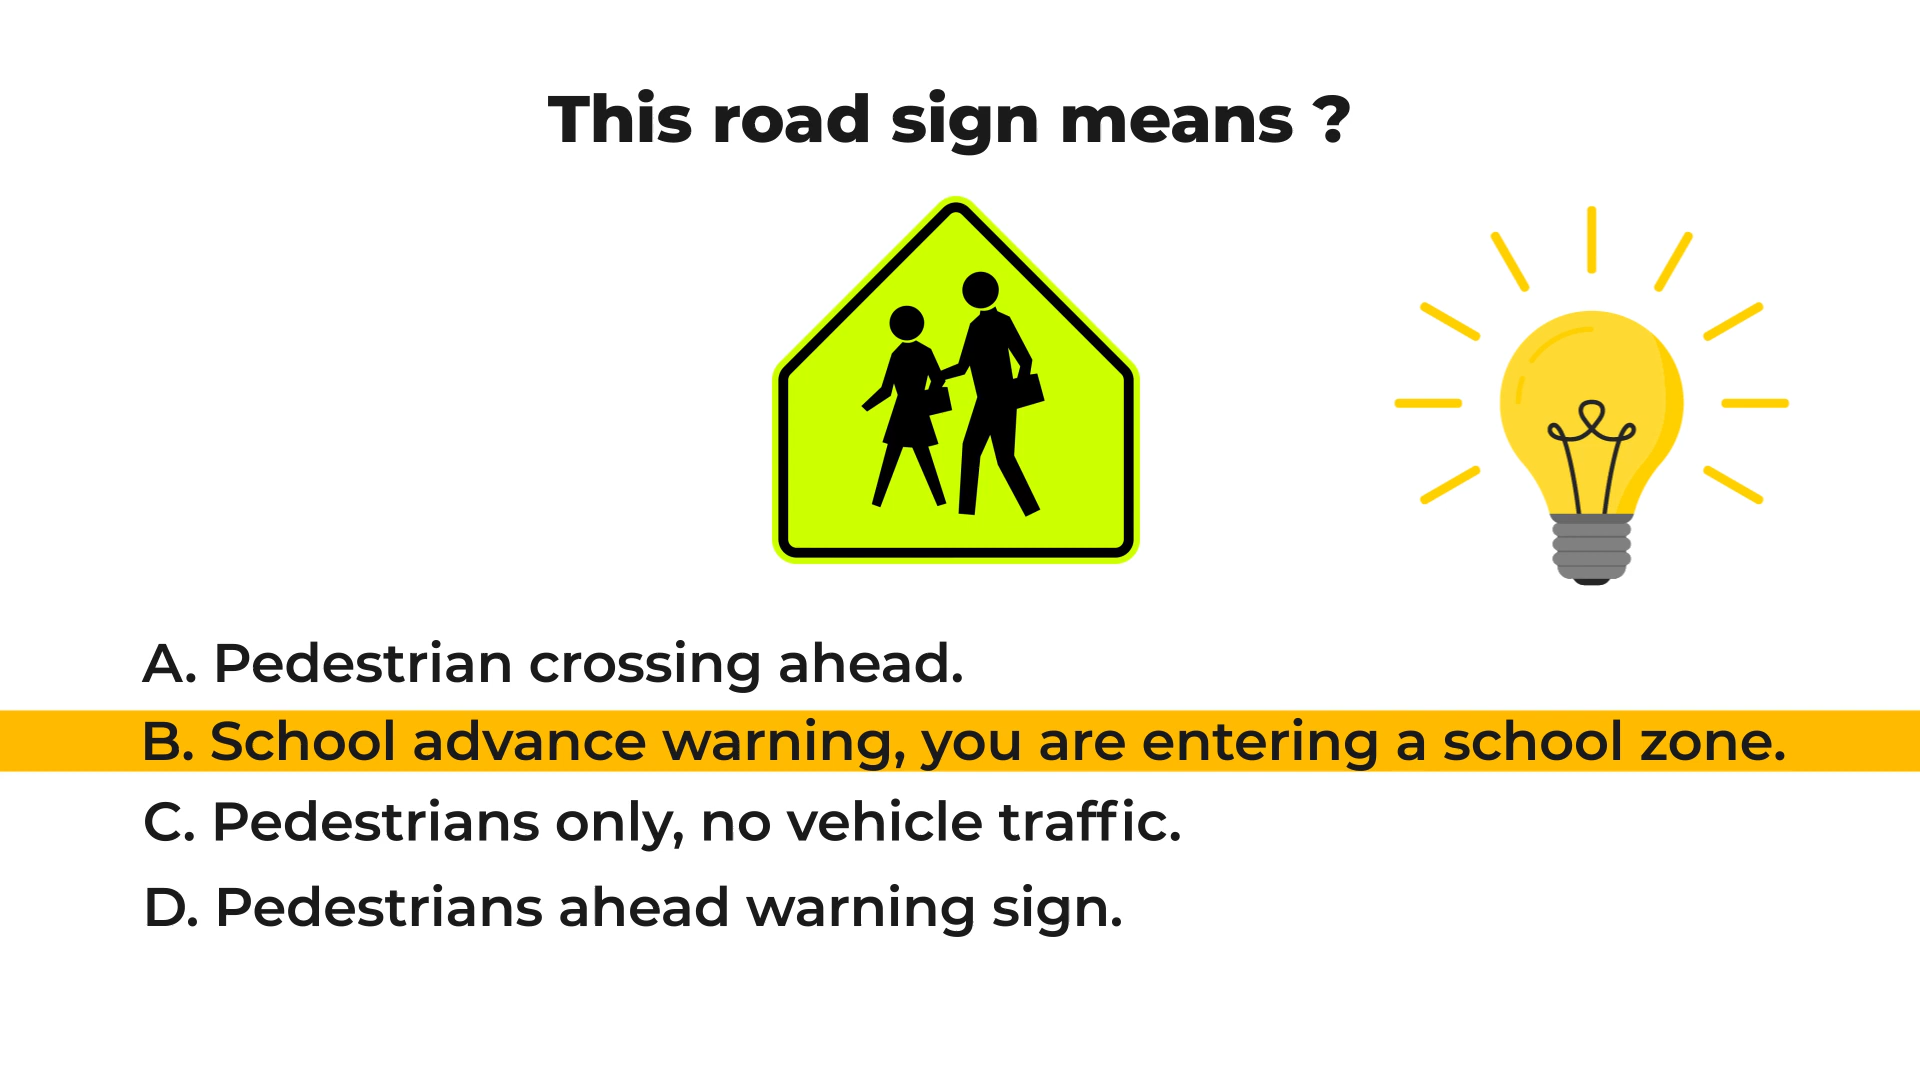 This road sign means ?
A. Pedestrian crossing ahead.
B. School advance warning, you are entering a school zone.
C. Pedestrians only, no vehicle traffic.
D. Pedestrians ahead warning sign.